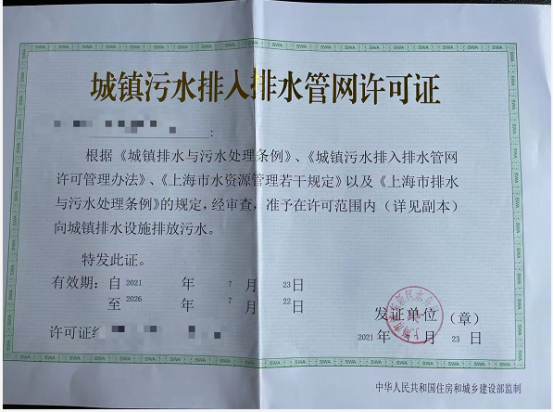 城镇污水排入排水管网许可证
:
根据《城镇排水与污水处理条例》、《城镇污水排入排水管网
许可管理办法》、《上海市水资源管理若干规定》以及《上海市排水
与污水处理条例》的规定，经审查，准予在许可范围内（详见副本）
向城镇排水设施排放污水。
特发此证。
有效期：自 2021 年 7 月 23 日
至 2026 年 7 月 22 日
许可证
发证单位（章）
2021 年 月 23 日
中华人民共和国住房和城乡建设部监制